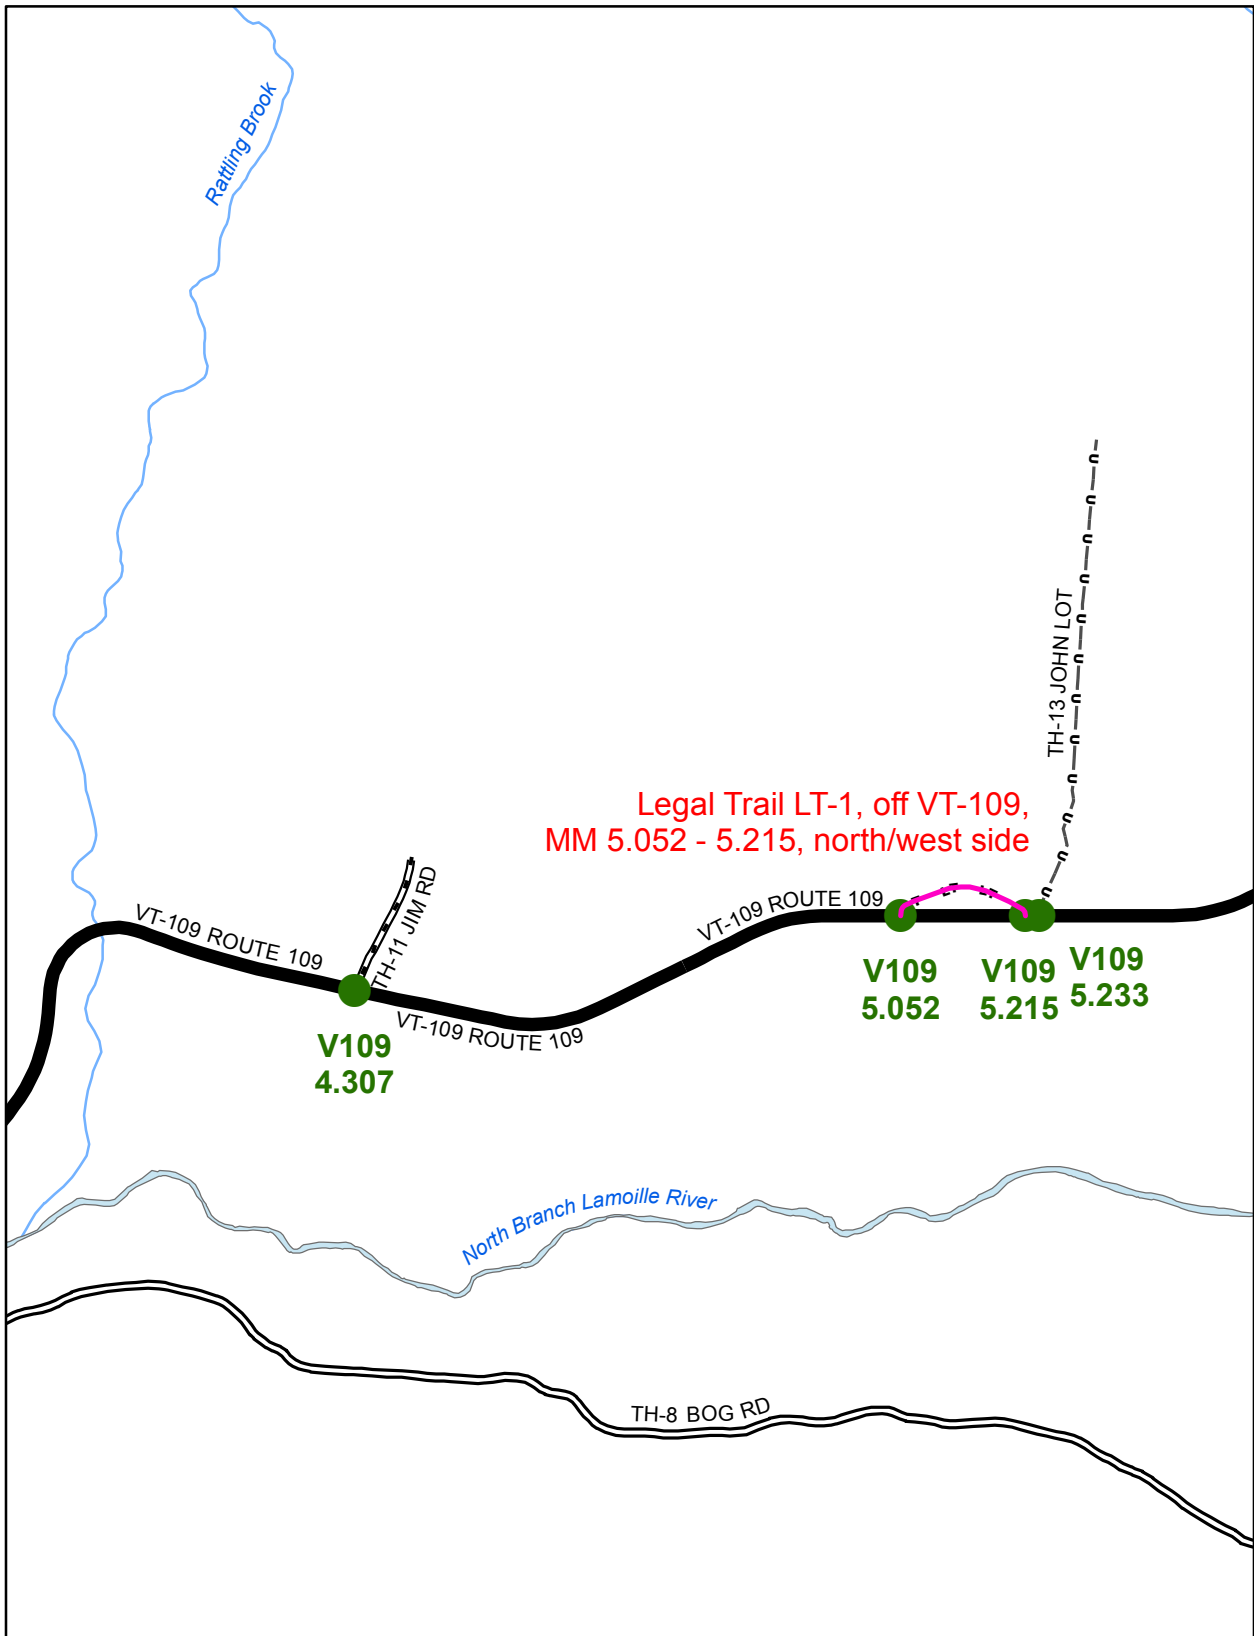 Rattling Brook
TH-13 JOHN LOT
Legal Trail LT-1, off VT-109,
MM 5.052 - 5.215, north/west side
LT
LT
VT-109 ROUTE 109
VT-109 ROUTE 109
TH-11 JIM RD
VT-109 ROUTE 109
V109
5.052
V109
5.215
V109
5.233
V109
4.307
North Branch Lamoille River
TH-8 BOG RD